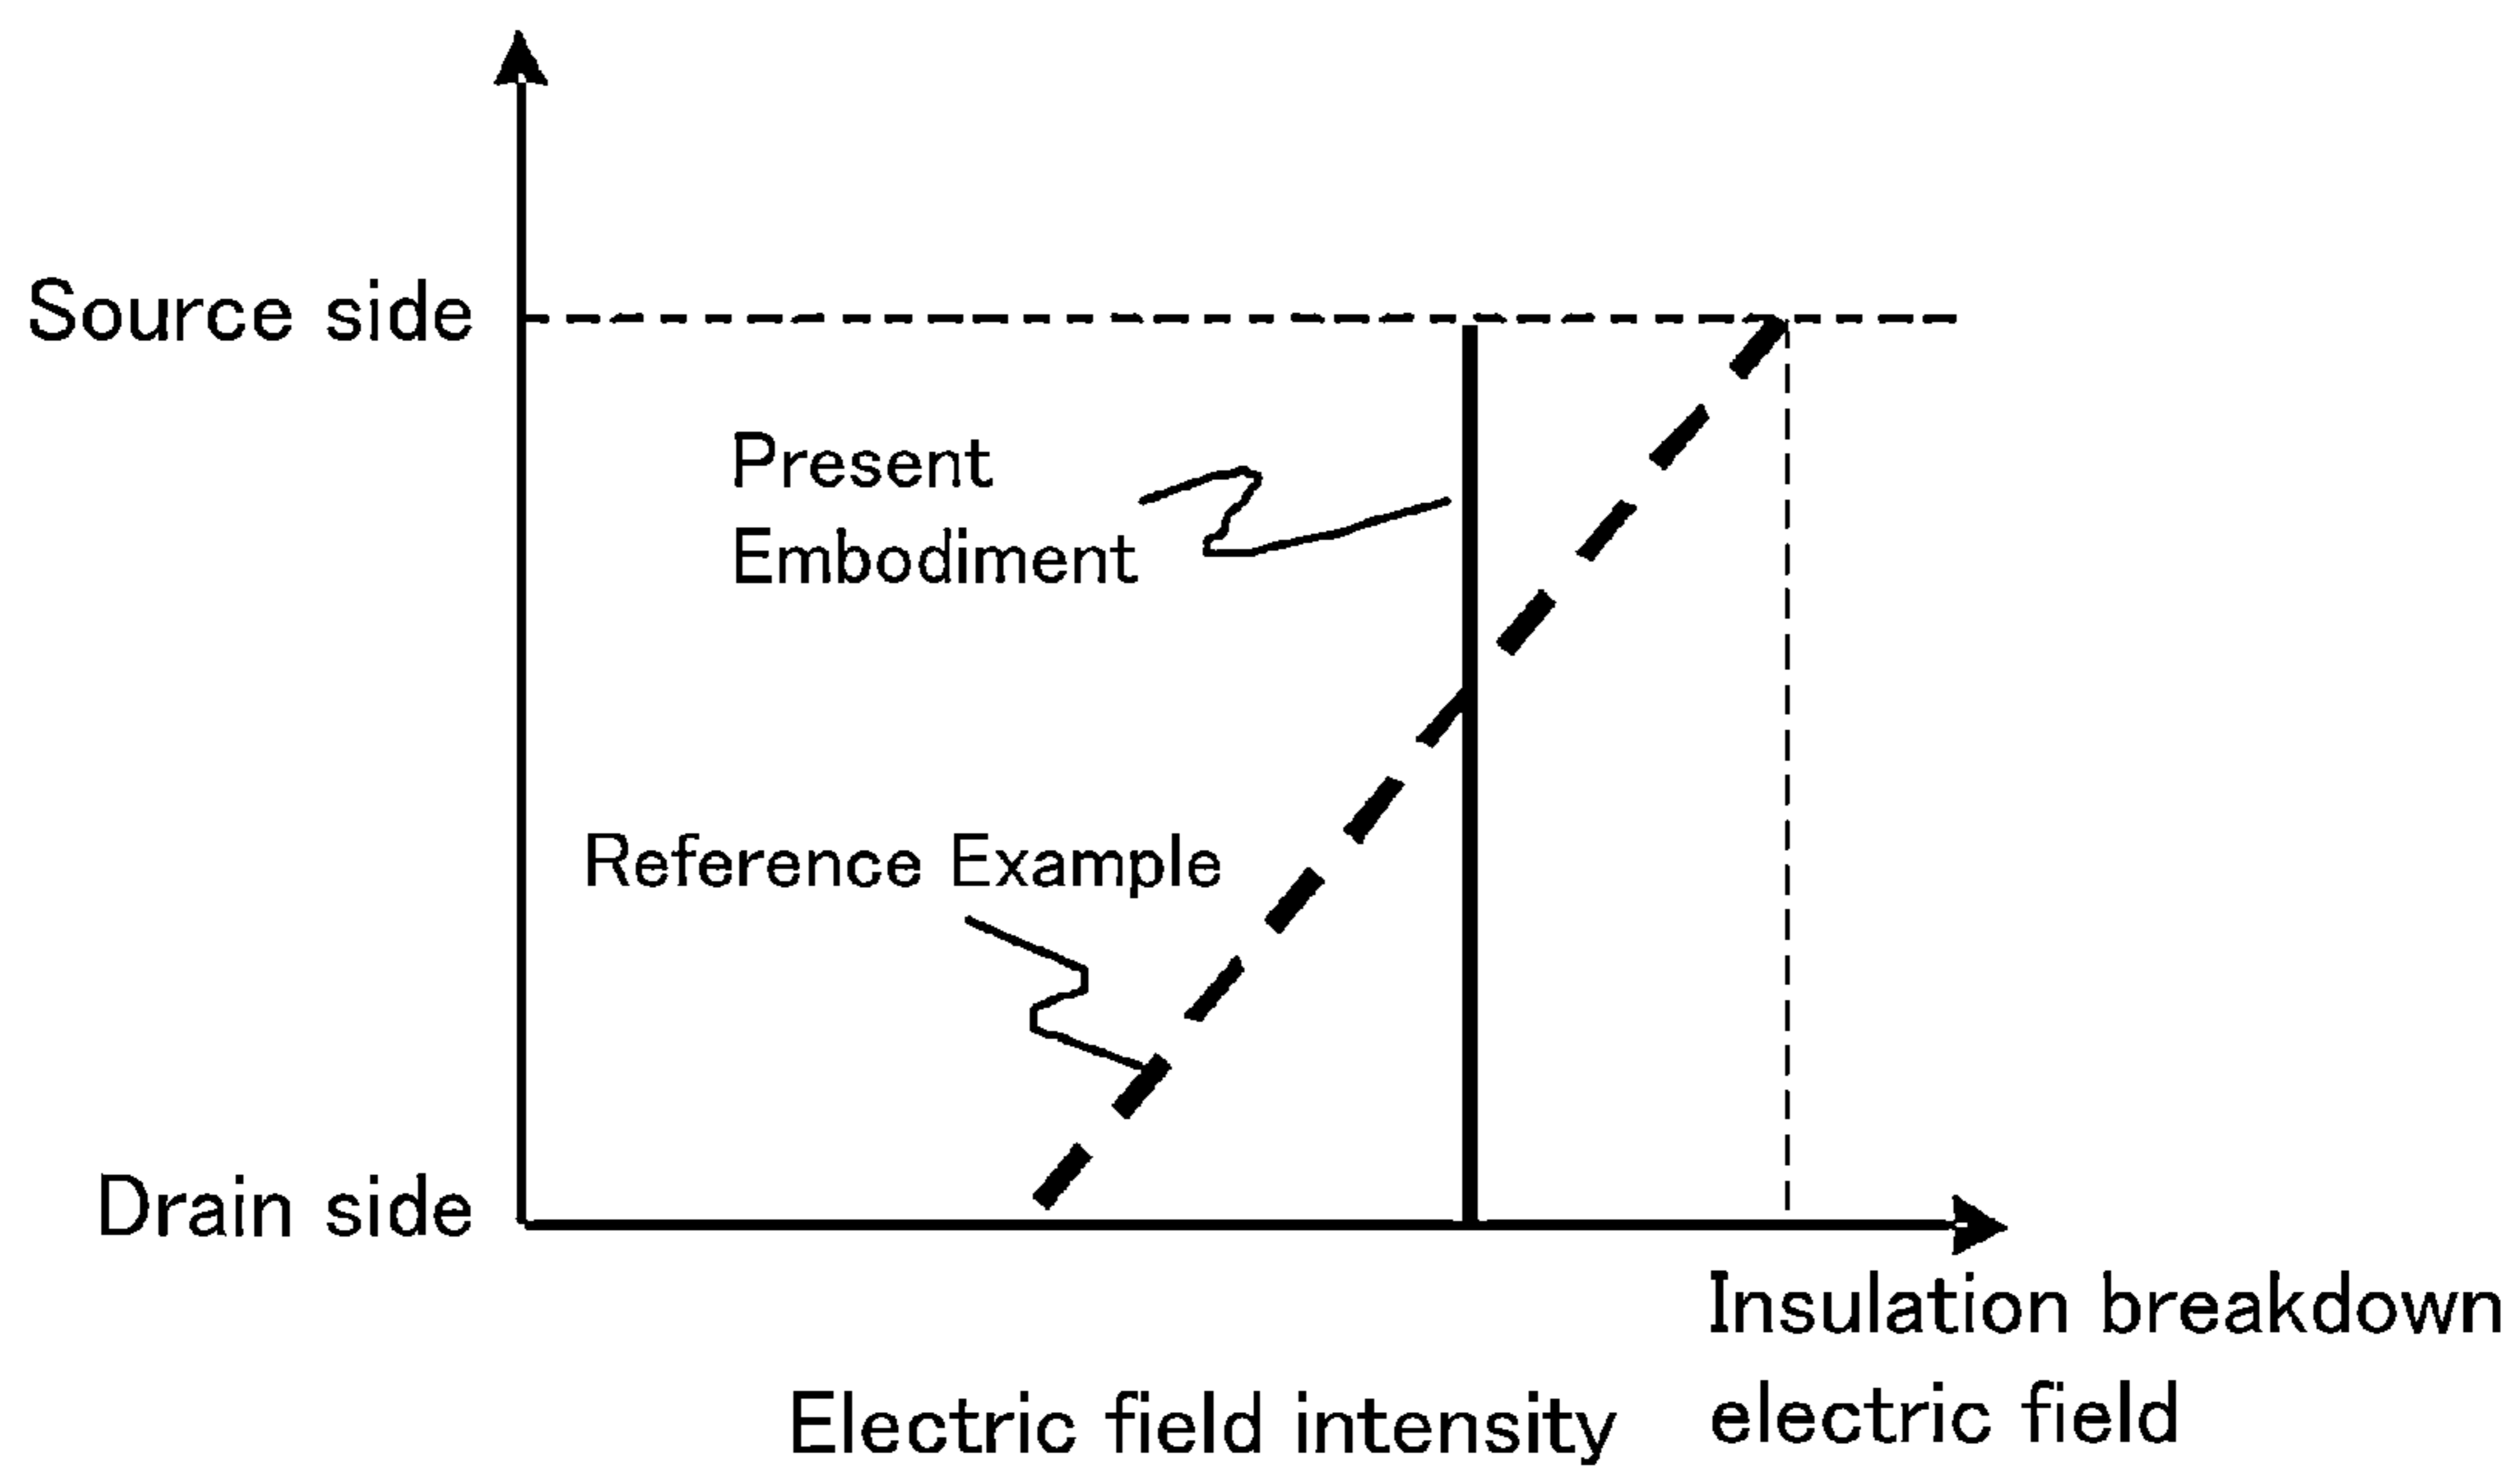 Source side
Present
Embodiment
Reference Example
Drain side
Insulation breakdown
electric field
Electric field intensity